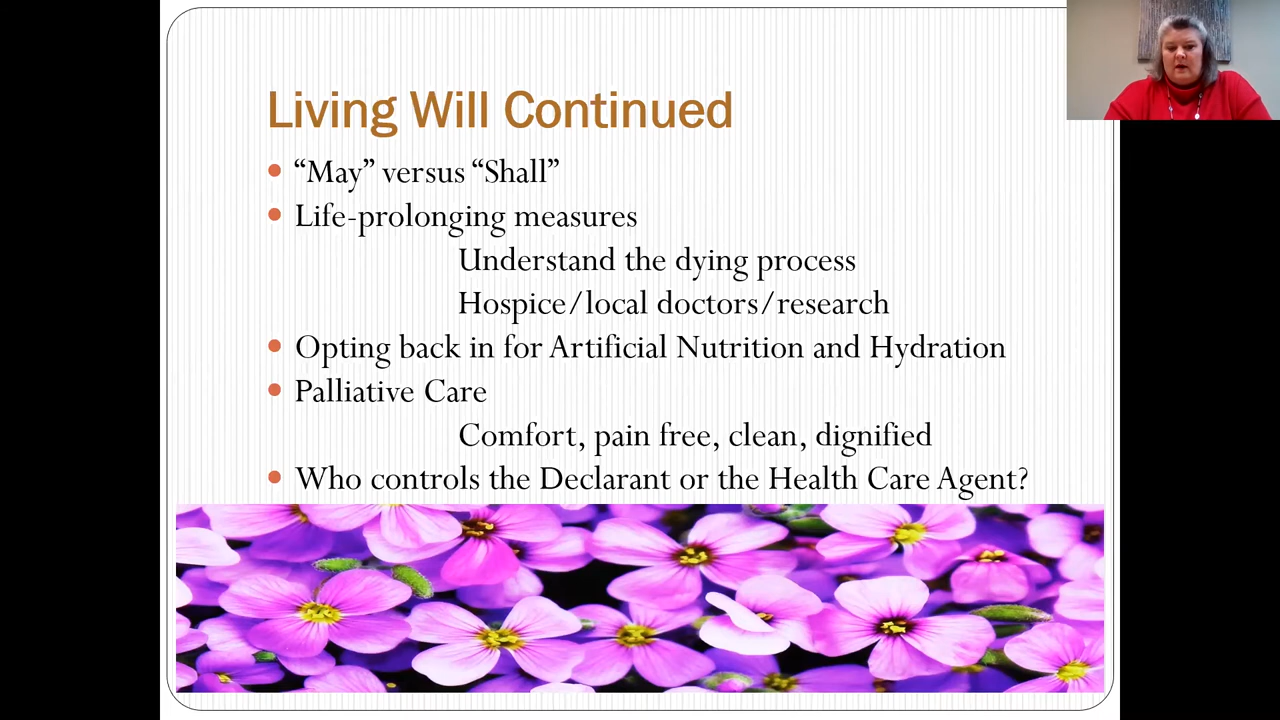 Living Will Continued
• “May” versus “Shall”
• Life-prolonging measures
Understand the dying process
Hospice/local doctors/research
• Opting back in for Artificial Nutrition and Hydration
• Palliative Care
Comfort, pain free, clean, dignified
• Who controls the Declarant or the Health Care Agent?